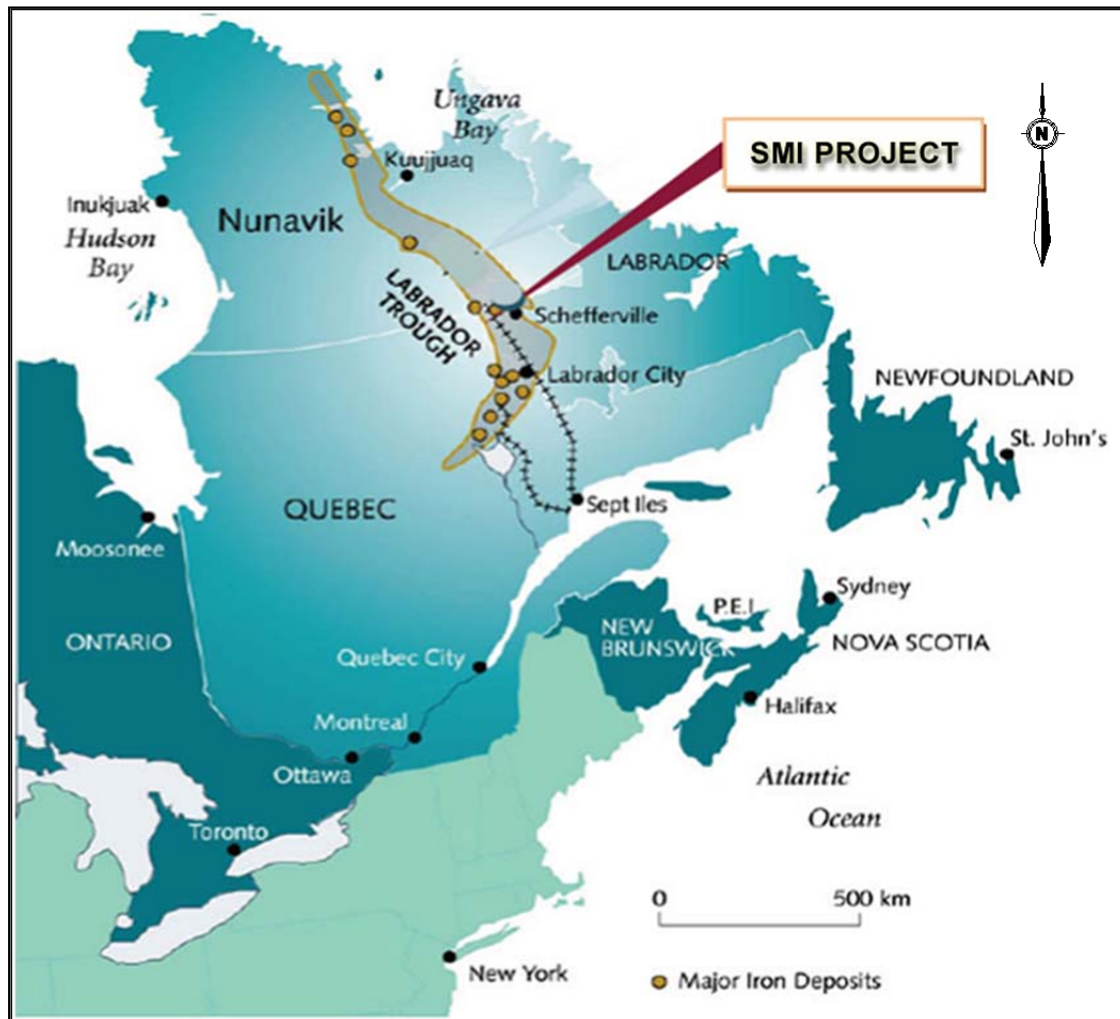 Ungava
Bay
N
SMI PROJECT
Kuujjuaq
Inukjuak
Hudson
Bay
Nunavik
LABRADOR
LABRADOR
TROUGH
Schefferville
Labrador City
NEWFOUNDLAND
St. John's
QUEBEC
Sept Iles
Moosonee
Sydney
P.E.I.
NEW
BRUNSWICK
NOVA SCOTIA
ONTARIO
Quebec City
Halifax
Montreal
Ottawa
Atlantic
Ocean
Toronto
0 500 km
New York
Major Iron Deposits